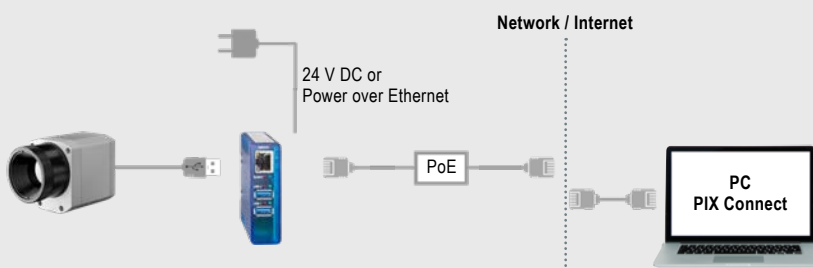 Network / Internet
24 V DC or
Power over Ethernet
PoE
PC
PIX Connect